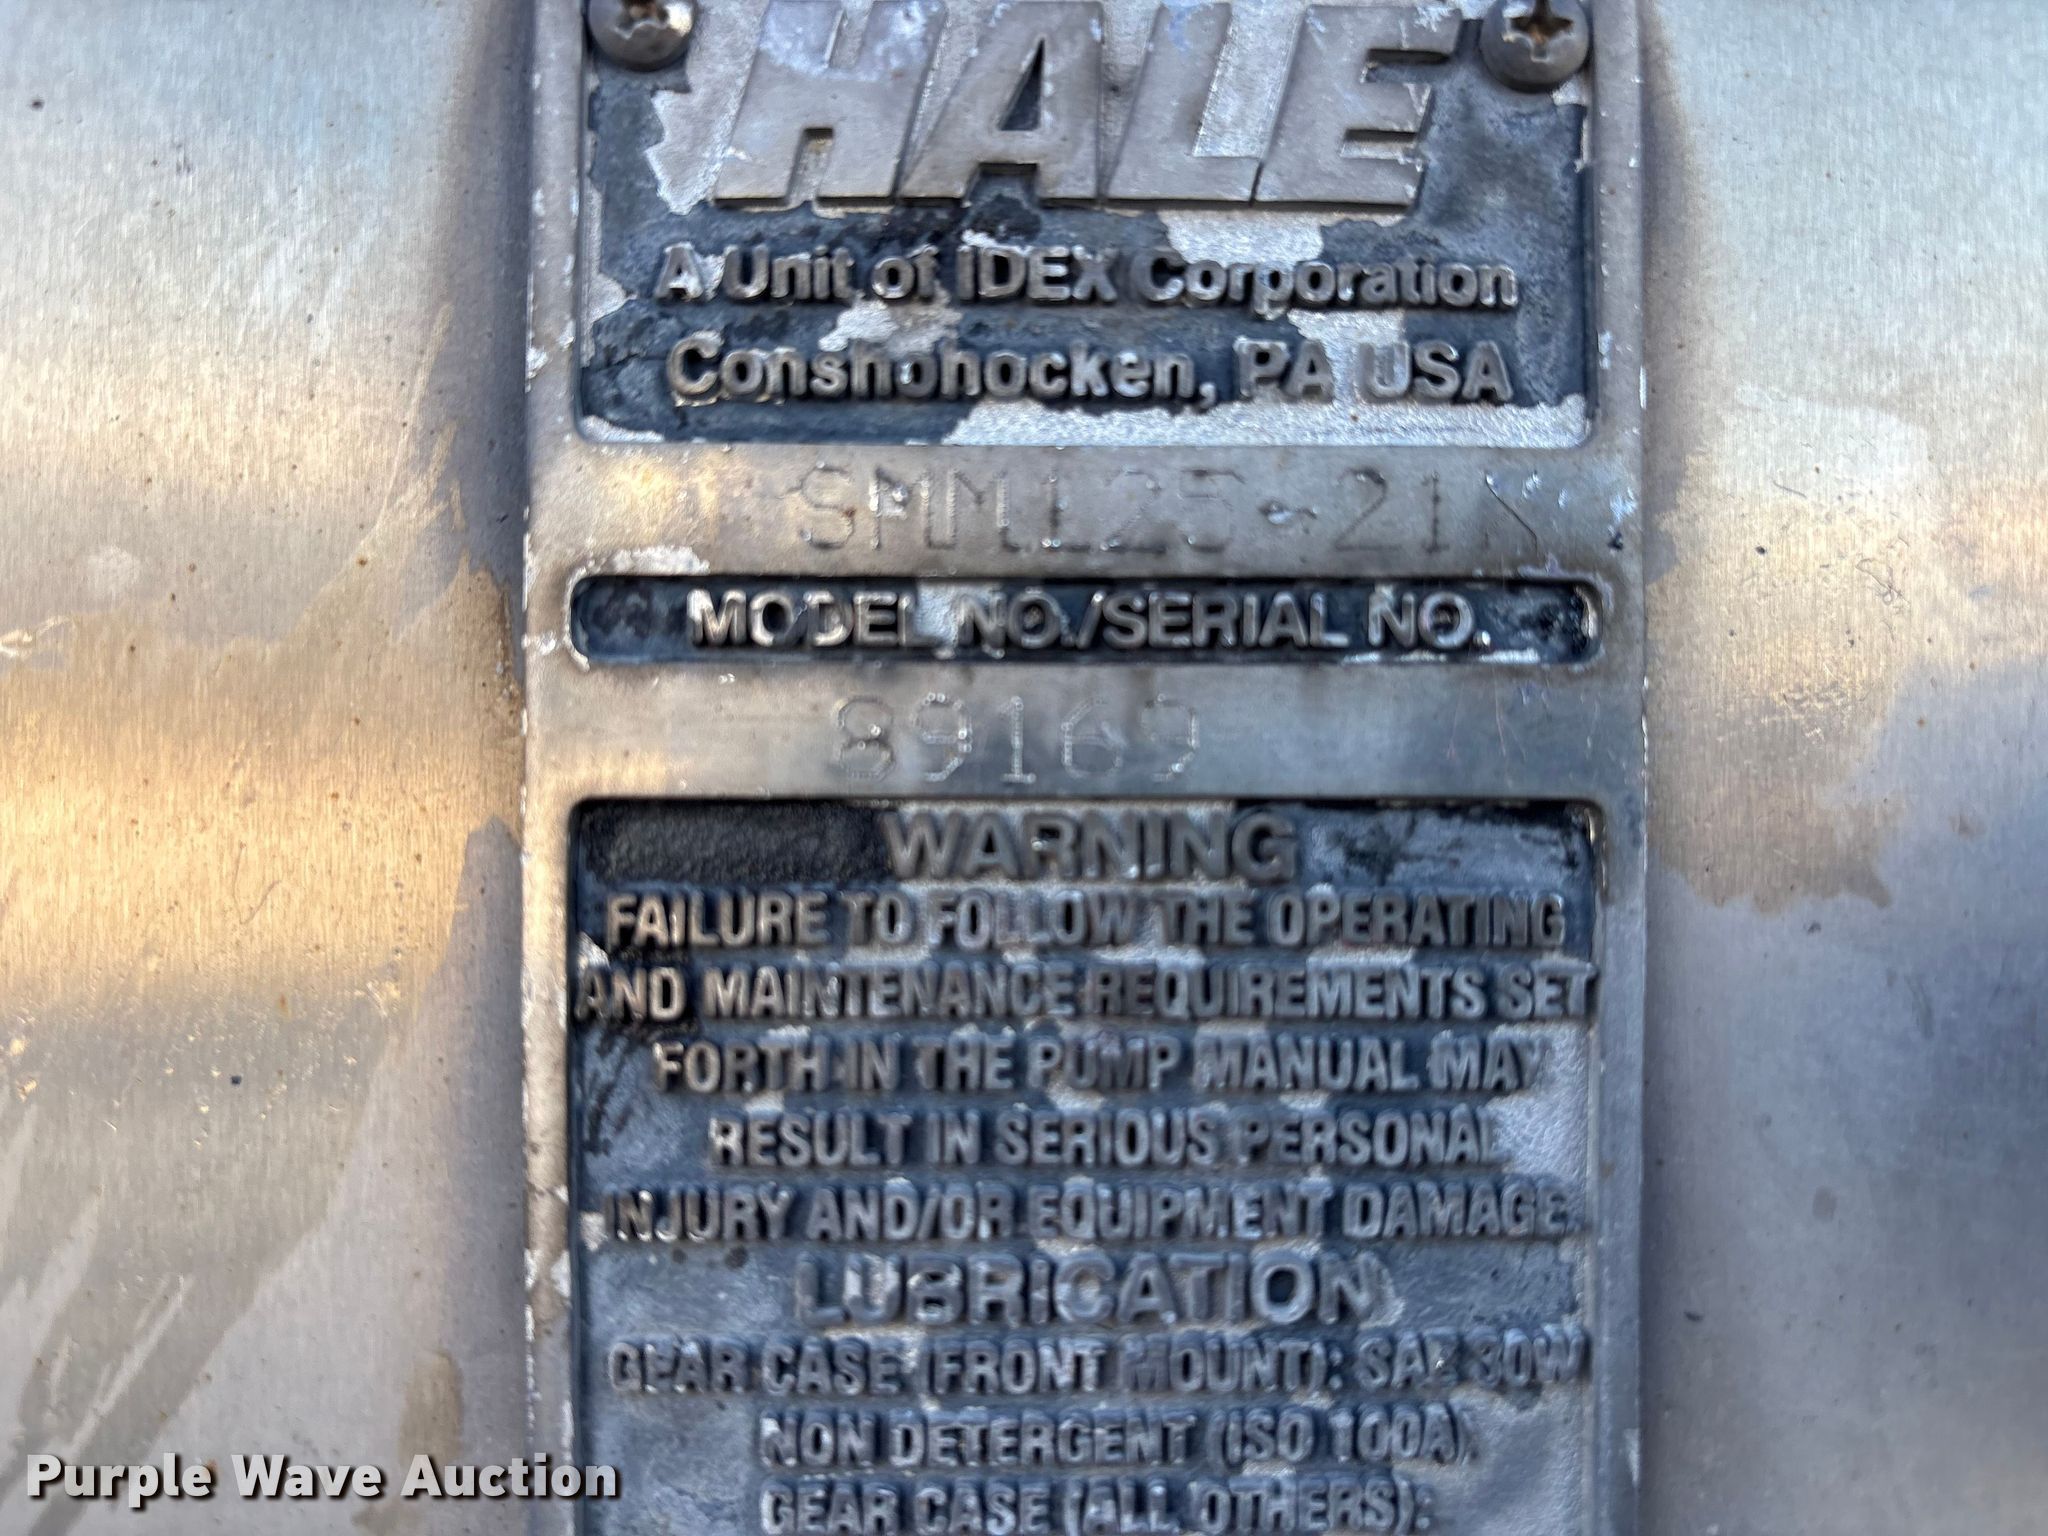 HALE
A Unit of IDEX Corporation
Conshohocken, PA USA
MODEL NO./SERIAL NO.
89169
WARNING
FAILURE TO FOLLOW THE OPERATING
AND MAINTENANCE REQUIREMENTS SET
FORTH IN THE PUMP MANUAL MAY
RESULT IN SERIOUS PERSONAL
INJURY AND/OR EQUIPMENT DAMAGE.
LUBRICATION
GEAR CASE (FRONT MOUNT): SAE 30W
NON DETERGENT (ISO 100A).
GEAR CASE (ALL OTHERS):
Purple Wave Auction